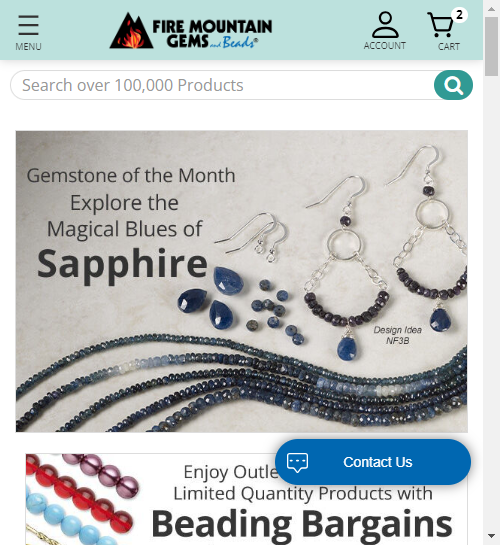 MENU
FIRE MOUNTAIN
GEMS and Beads®
ACCOUNT
2
CART
Search over 100,000 Products
Gemstone of the Month
Explore the
Magical Blues of
Sapphire
Design Idea
NF3B
Enjoy Outle
Contact Us
Limited Quantity Products with
Beading Bargains